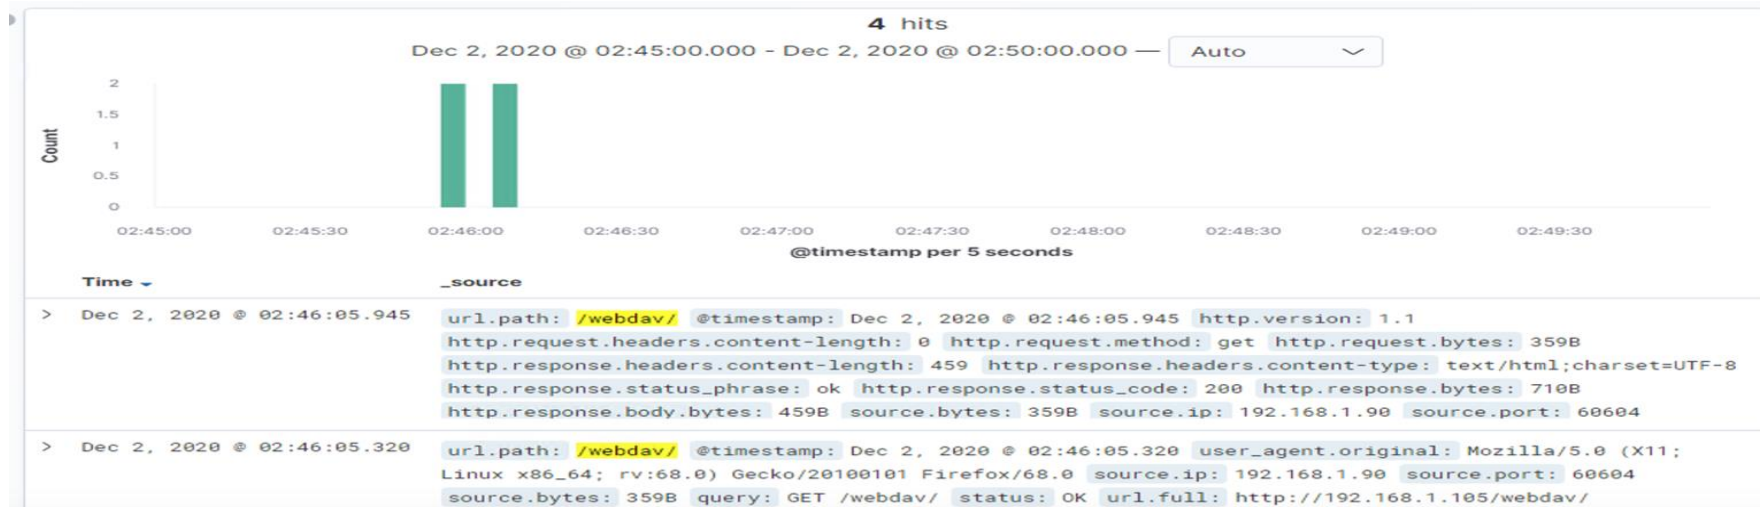 4 hits
Dec 2, 2020 @ 02:45:00.000 - Dec 2, 2020 @ 02:50:00.000 — Auto
2
1.5
1
0.5
0
Count
02:45:00 02:45:30 02:46:00 02:46:30 02:47:00 02:47:30 02:48:00 02:48:30 02:49:00 02:49:30
@timestamp per 5 seconds
Time _source
> Dec 2, 2020 @ 02:46:05.945 url.path: /webdav/ @timestamp: Dec 2, 2020 @ 02:46:05.945 http.version: 1.1
http.request.headers.content-length: 0 http.request.method: get http.request.bytes: 359B
http.response.headers.content-length: 459 http.response.headers.content-type: text/html;charset=UTF-8
http.response.status_phrase: ok http.response.status_code: 200 http.response.bytes: 710B
http.response.body.bytes: 459B source.bytes: 359B source.ip: 192.168.1.90 source.port: 60604
> Dec 2, 2020 @ 02:46:05.320 url.path: /webdav/ @timestamp: Dec 2, 2020 @ 02:46:05.320 user_agent.original: Mozilla/5.0 (X11;
Linux x86_64; rv:68.0) Gecko/20100101 Firefox/68.0 source.ip: 192.168.1.90 source.port: 60604
source.bytes: 359B query: GET /webdav/ status: OK url.full: http://192.168.1.105/webdav/